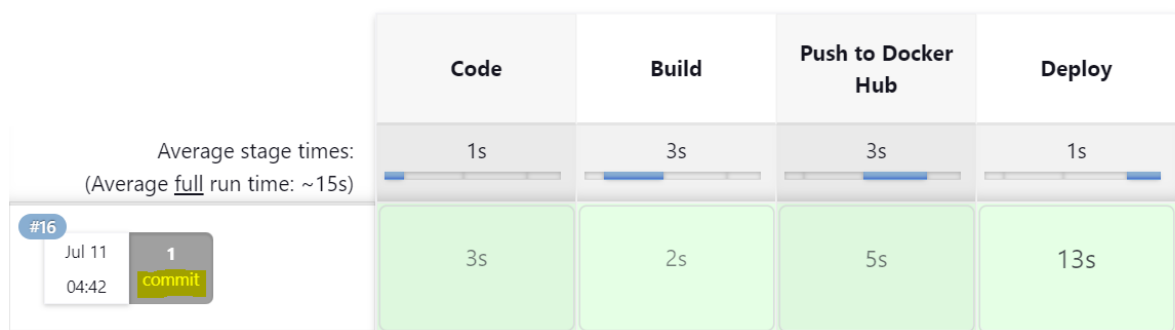 Code
Build
Push to Docker
Hub
Deploy
Average stage times:
(Average full run time: ~15s)
1s
3s
3s
1s
#16
Jul 11
04:42
1
commit
3s
2s
5s
13s